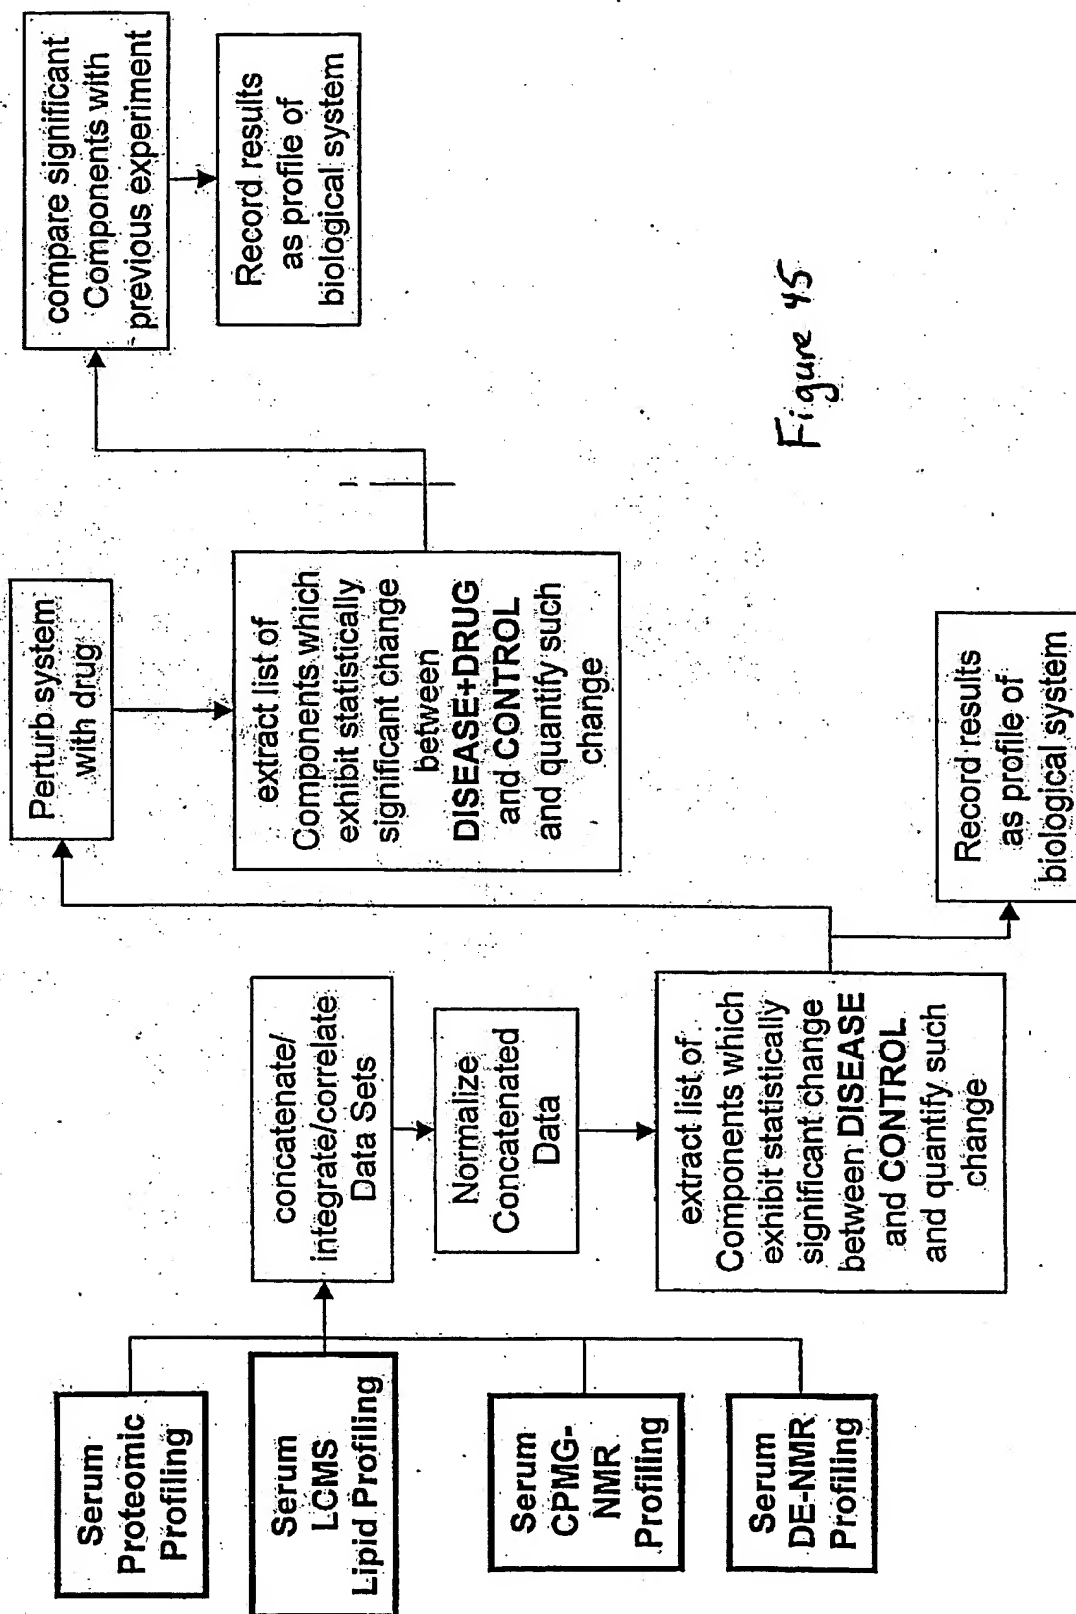 Serum
Proteomic
Profiling
Serum
LCMS
Lipid Profiling
Serum
CPMG-
NMR
Profiling
Serum
DE-NMR
Profiling
concatenate/
integrate/correlate
Data Sets
Normalize
Concatenated
Data
extract list of
Components which
exhibit statistically
significant change
between DISEASE
and CONTROL
and quantify such
change
Record results
as profile of
biological system
Perturb system
with drug
extract list of
Components which
exhibit statistically
significant change
between
DISEASE+DRUG
and CONTROL
and quantify such
change
compare significant
Components with
previous experiment
Record results
as profile of
biological system
Figure 45